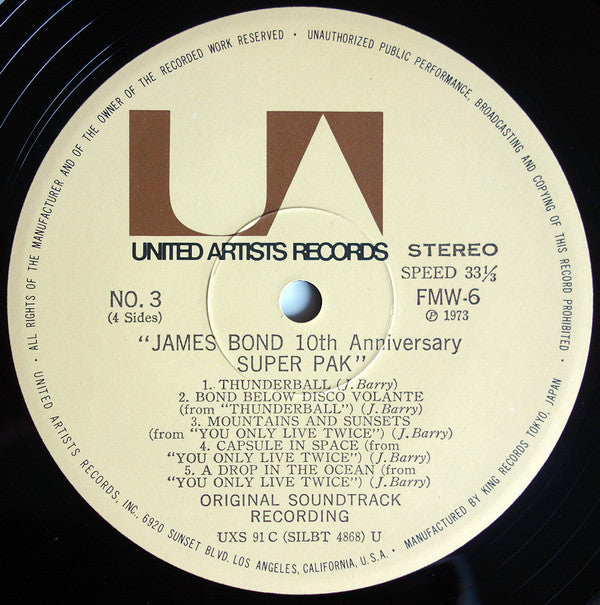 · ALL RIGHTS OF THE MANUFACTURER AND OF THE OWNER OF THE RECORDED WORK RESERVED · UNAUTHORIZED PUBLIC PERFORMANCE, BROADCASTING AND COPYING OF THIS RECORD PROHIBITED ·
UA
UNITED ARTISTS RECORDS
STEREO
SPEED 33 1/3
NO. 3
(4 Sides)
FMW-6
Ⓟ 1973
"JAMES BOND 10th Anniversary
SUPER PAK"
1. THUNDERBALL (J. Barry)
2. BOND BELOW DISCO VOLANTE
(from "THUNDERBALL") (J. Barry)
3. MOUNTAINS AND SUNSETS
(from "YOU ONLY LIVE TWICE") (J. Barry)
4. CAPSULE IN SPACE (from
"YOU ONLY LIVE TWICE") (J. Barry)
5. A DROP IN THE OCEAN (from
"YOU ONLY LIVE TWICE") (J. Barry)
ORIGINAL SOUNDTRACK
RECORDING
UXS 91 C (SILBT 4868) U
UNITED ARTISTS RECORDS, INC., 6920 SUNSET BLVD. LOS ANGELES, CALIFORNIA, U.S.A. · MANUFACTURED BY KING RECORDS TOKYO, JAPAN